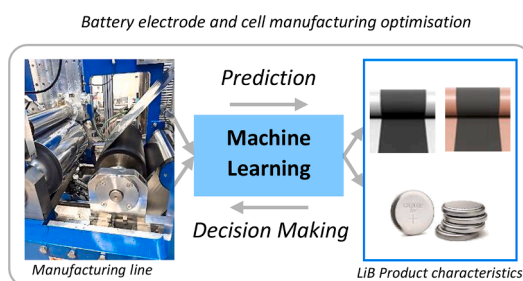 Battery electrode and cell manufacturing optimisation
Prediction
Machine
Learning
Decision Making
Manufacturing line
LiB Product characteristics